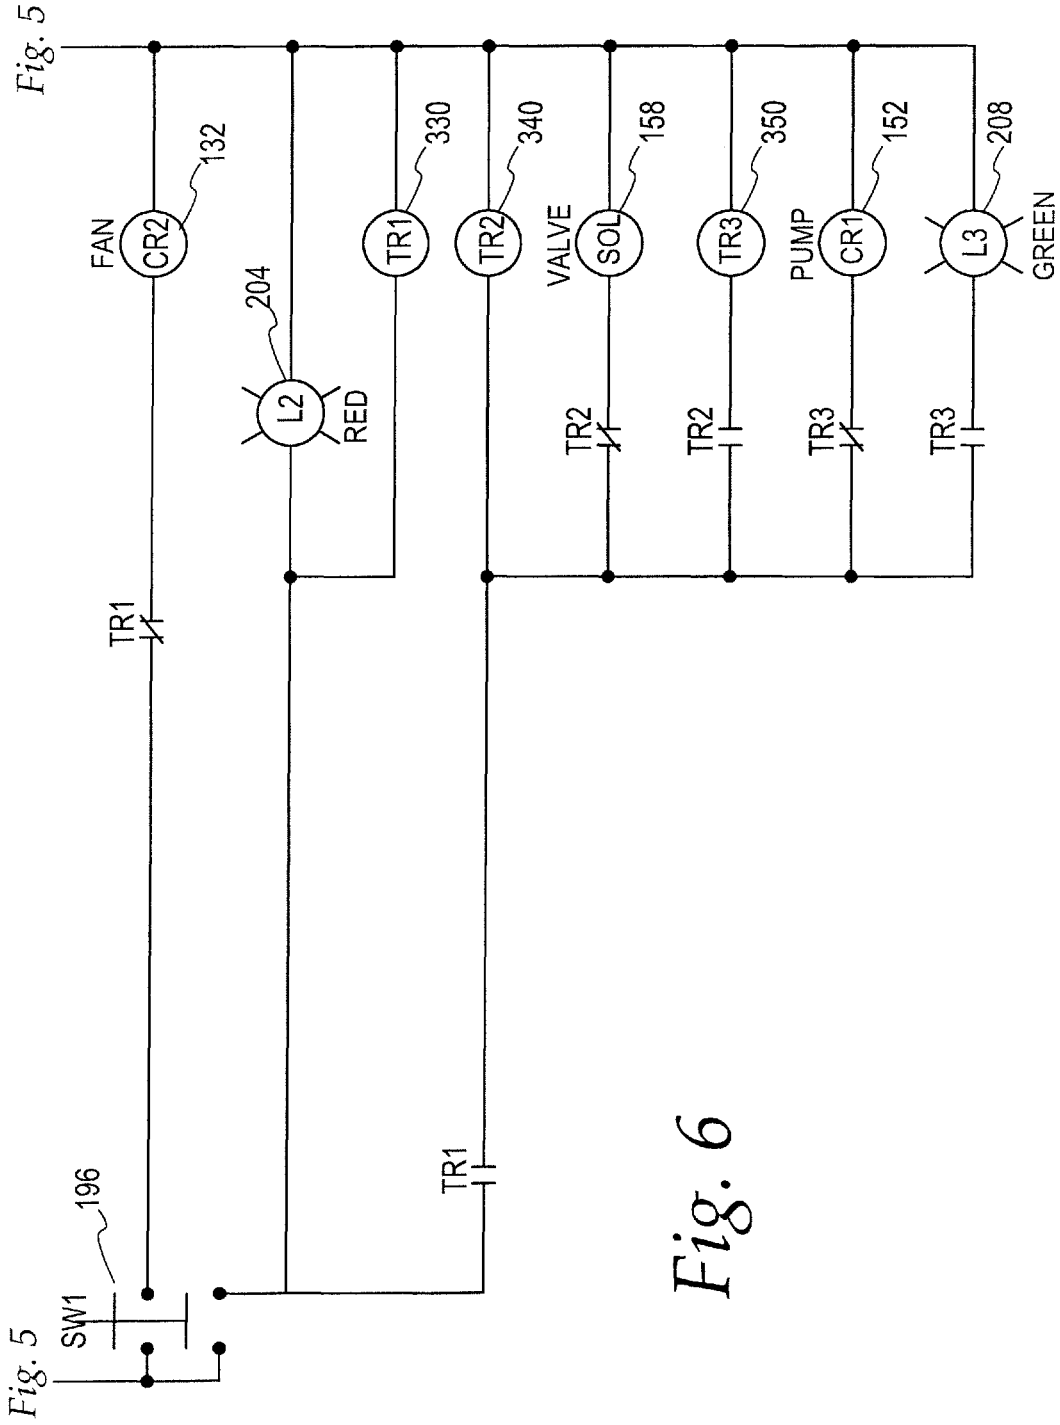 Fig. 5
SW1
196
TR1
FAN
CR2
132
Fig. 5
L2
204
RED
TR1
330
TR1
TR2
340
TR2
VALVE
SOL
158
TR2
TR3
350
TR3
PUMP
CR1
152
TR3
L3
208
GREEN
Fig. 6